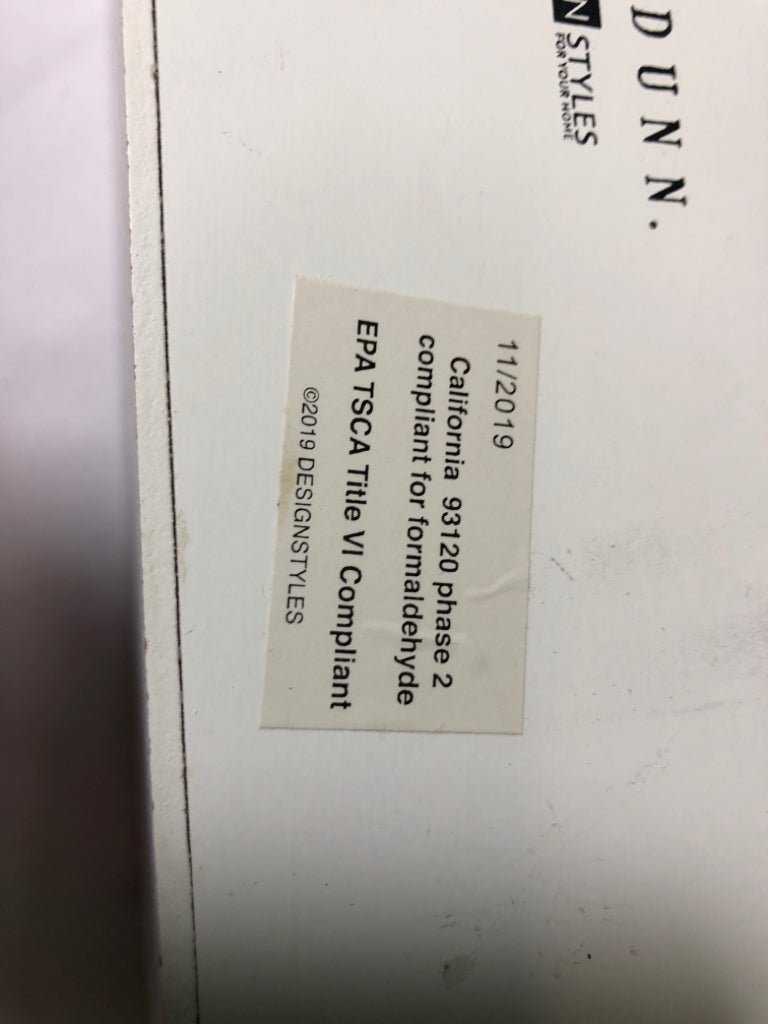 DUNN.
N STYLES
FOR YOUR HOME
11/2019
California 93120 phase 2
compliant for formaldehyde
EPA TSCA Title VI Compliant
©2019 DESIGNSTYLES